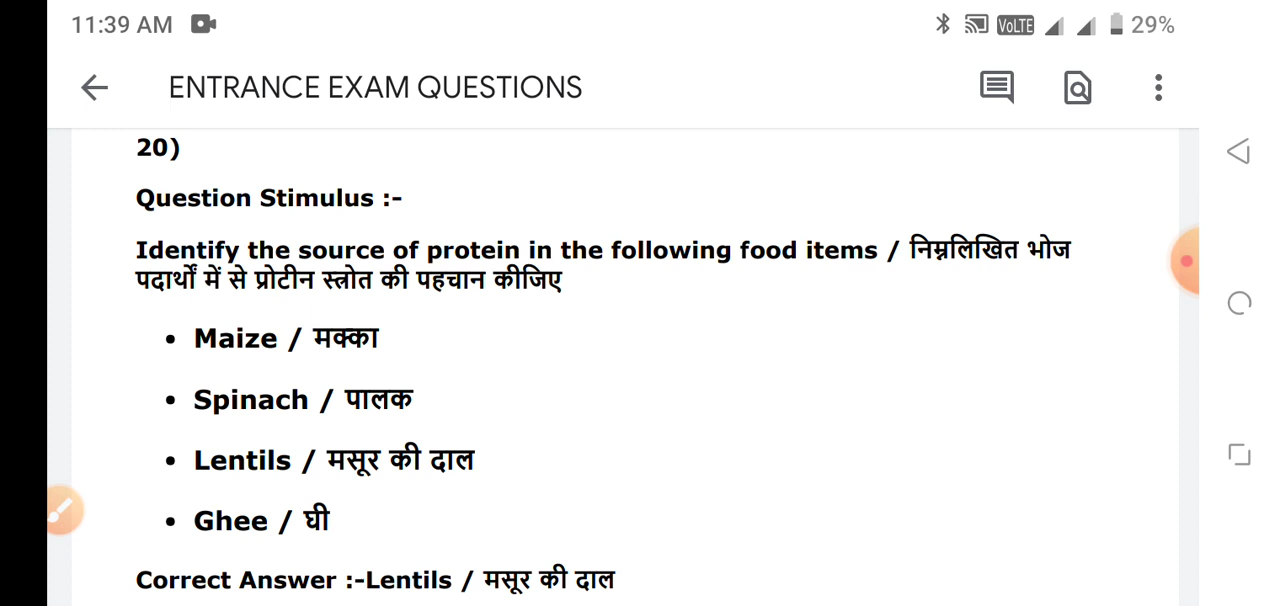 11:39 AM VoLTE 29%
ENTRANCE EXAM QUESTIONS
20)
Question Stimulus :-
Identify the source of protein in the following food items / निम्नलिखित भोज
पदार्थों में से प्रोटीन स्त्रोत की पहचान कीजिए
• Maize / मक्का
• Spinach / पालक
• Lentils / मसूर की दाल
• Ghee / घी
Correct Answer :-Lentils / मसूर की दाल